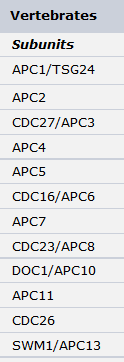 Vertebrates
Subunits
APC1/TSG24
APC2
CDC27/APC3
APC4
APC5
CDC16/APC6
APC7
CDC23/APC8
DOC1/APC10
APC11
CDC26
SWM1/APC13